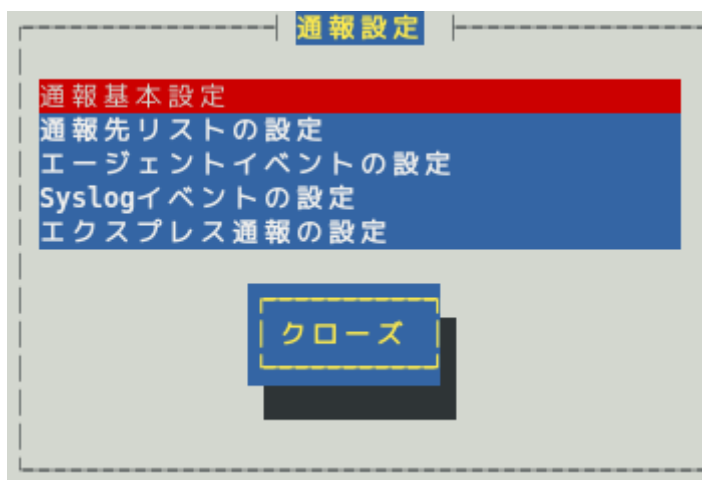 通報設定
通報基本設定
通報先リストの設定
エージェントイベントの設定
Syslogイベントの設定
エクスプレス通報の設定
クローズ